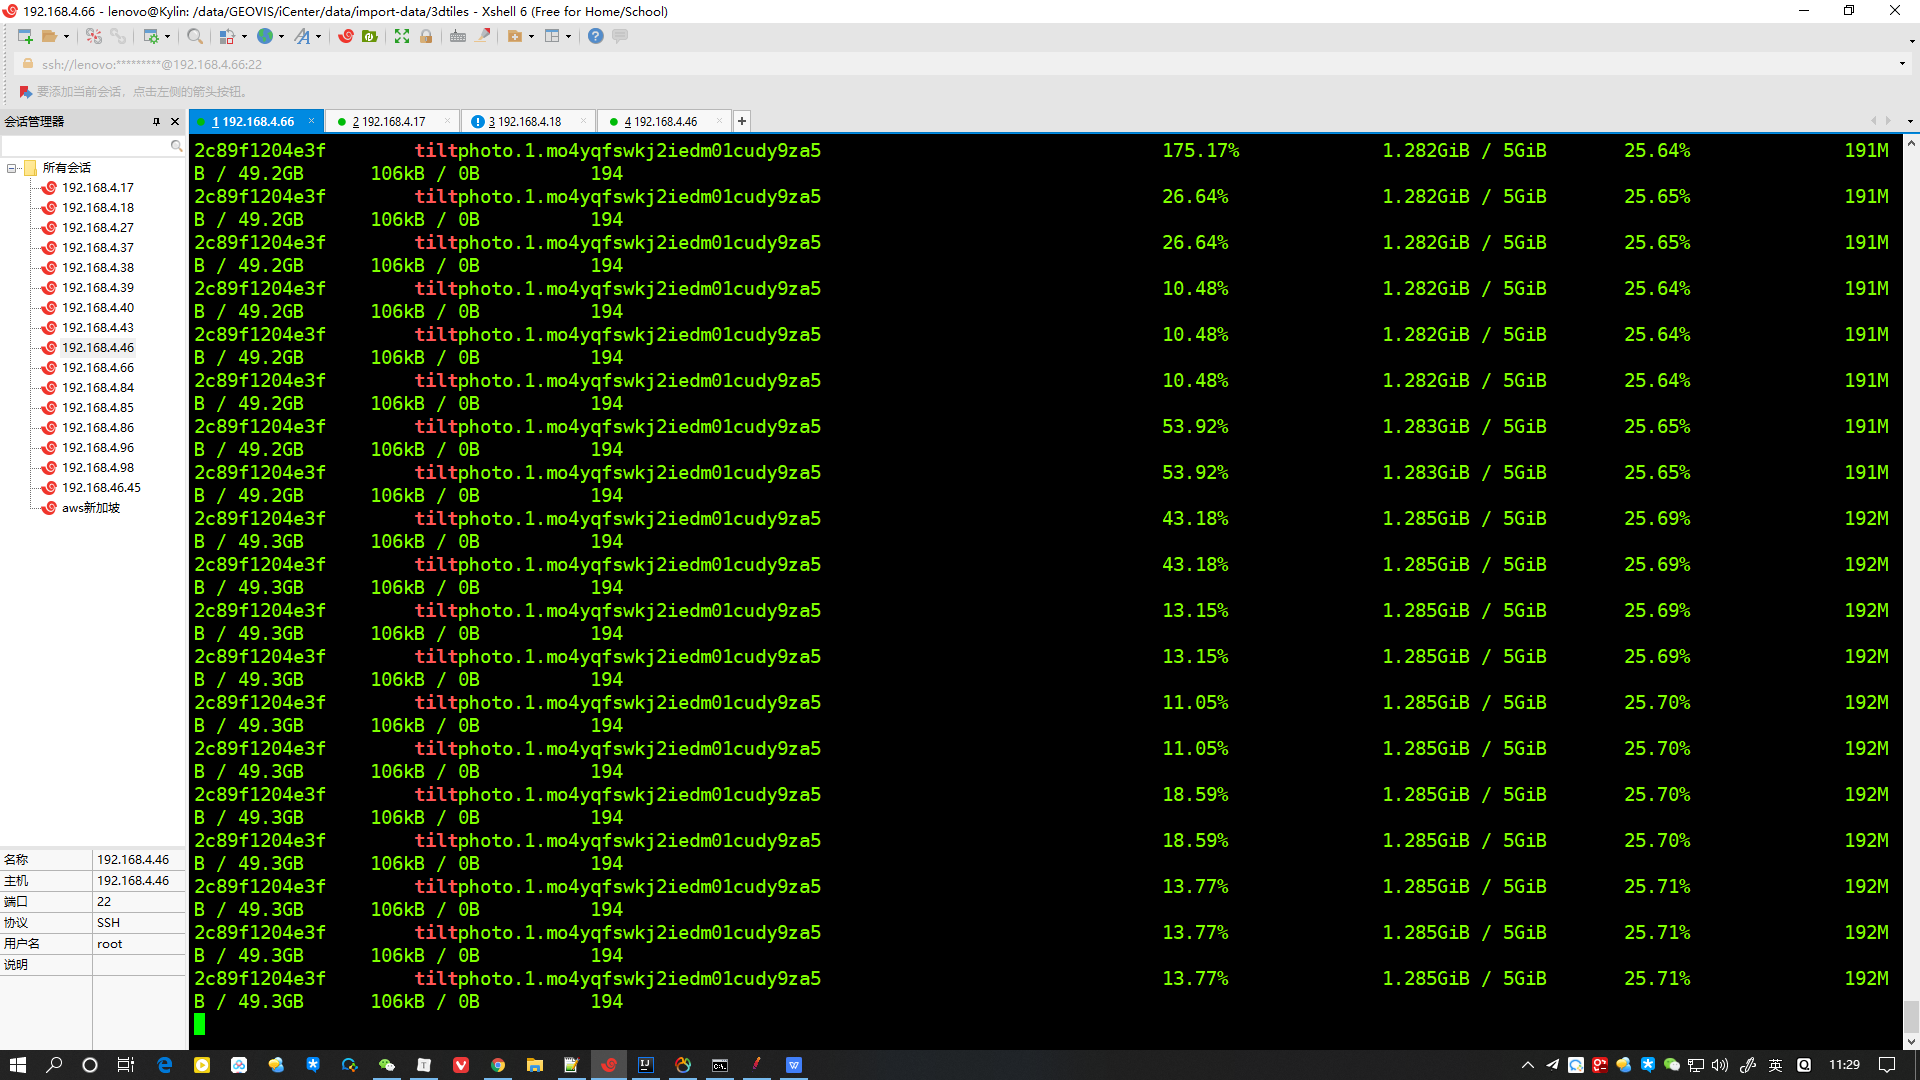 192.168.4.66 - lenovo@Kylin: /data/GEOVIS/iCenter/data/import-data/3dtiles - Xshell 6 (Free for Home/School)
ssh://lenovo:*********@192.168.4.66:22
要添加当前会话，点击左侧的箭头按钮。
会话管理器
1 192.168.4.66
2 192.168.4.17
3 192.168.4.18
4 192.168.4.46
所有会话
192.168.4.17
192.168.4.18
192.168.4.27
192.168.4.37
192.168.4.38
192.168.4.39
192.168.4.40
192.168.4.43
192.168.4.46
192.168.4.66
192.168.4.84
192.168.4.85
192.168.4.86
192.168.4.96
192.168.4.98
192.168.46.45
aws新加坡
名称 192.168.4.46
主机 192.168.4.46
端口 22
协议 SSH
用户名 root
说明
2c89f1204e3f tiltphoto.1.mo4yqfswkj2iedm01cudy9za5 175.17% 1.282GiB / 5GiB 25.64% 191M
B / 49.2GB 106kB / 0B 194
2c89f1204e3f tiltphoto.1.mo4yqfswkj2iedm01cudy9za5 26.64% 1.282GiB / 5GiB 25.65% 191M
B / 49.2GB 106kB / 0B 194
2c89f1204e3f tiltphoto.1.mo4yqfswkj2iedm01cudy9za5 26.64% 1.282GiB / 5GiB 25.65% 191M
B / 49.2GB 106kB / 0B 194
2c89f1204e3f tiltphoto.1.mo4yqfswkj2iedm01cudy9za5 10.48% 1.282GiB / 5GiB 25.64% 191M
B / 49.2GB 106kB / 0B 194
2c89f1204e3f tiltphoto.1.mo4yqfswkj2iedm01cudy9za5 10.48% 1.282GiB / 5GiB 25.64% 191M
B / 49.2GB 106kB / 0B 194
2c89f1204e3f tiltphoto.1.mo4yqfswkj2iedm01cudy9za5 10.48% 1.282GiB / 5GiB 25.64% 191M
B / 49.2GB 106kB / 0B 194
2c89f1204e3f tiltphoto.1.mo4yqfswkj2iedm01cudy9za5 53.92% 1.283GiB / 5GiB 25.65% 191M
B / 49.2GB 106kB / 0B 194
2c89f1204e3f tiltphoto.1.mo4yqfswkj2iedm01cudy9za5 53.92% 1.283GiB / 5GiB 25.65% 191M
B / 49.2GB 106kB / 0B 194
2c89f1204e3f tiltphoto.1.mo4yqfswkj2iedm01cudy9za5 43.18% 1.285GiB / 5GiB 25.69% 192M
B / 49.3GB 106kB / 0B 194
2c89f1204e3f tiltphoto.1.mo4yqfswkj2iedm01cudy9za5 43.18% 1.285GiB / 5GiB 25.69% 192M
B / 49.3GB 106kB / 0B 194
2c89f1204e3f tiltphoto.1.mo4yqfswkj2iedm01cudy9za5 13.15% 1.285GiB / 5GiB 25.69% 192M
B / 49.3GB 106kB / 0B 194
2c89f1204e3f tiltphoto.1.mo4yqfswkj2iedm01cudy9za5 13.15% 1.285GiB / 5GiB 25.69% 192M
B / 49.3GB 106kB / 0B 194
2c89f1204e3f tiltphoto.1.mo4yqfswkj2iedm01cudy9za5 11.05% 1.285GiB / 5GiB 25.70% 192M
B / 49.3GB 106kB / 0B 194
2c89f1204e3f tiltphoto.1.mo4yqfswkj2iedm01cudy9za5 11.05% 1.285GiB / 5GiB 25.70% 192M
B / 49.3GB 106kB / 0B 194
2c89f1204e3f tiltphoto.1.mo4yqfswkj2iedm01cudy9za5 18.59% 1.285GiB / 5GiB 25.70% 192M
B / 49.3GB 106kB / 0B 194
2c89f1204e3f tiltphoto.1.mo4yqfswkj2iedm01cudy9za5 18.59% 1.285GiB / 5GiB 25.70% 192M
B / 49.3GB 106kB / 0B 194
2c89f1204e3f tiltphoto.1.mo4yqfswkj2iedm01cudy9za5 13.77% 1.285GiB / 5GiB 25.71% 192M
B / 49.3GB 106kB / 0B 194
2c89f1204e3f tiltphoto.1.mo4yqfswkj2iedm01cudy9za5 13.77% 1.285GiB / 5GiB 25.71% 192M
B / 49.3GB 106kB / 0B 194
2c89f1204e3f tiltphoto.1.mo4yqfswkj2iedm01cudy9za5 13.77% 1.285GiB / 5GiB 25.71% 192M
B / 49.3GB 106kB / 0B 194
英
11:29